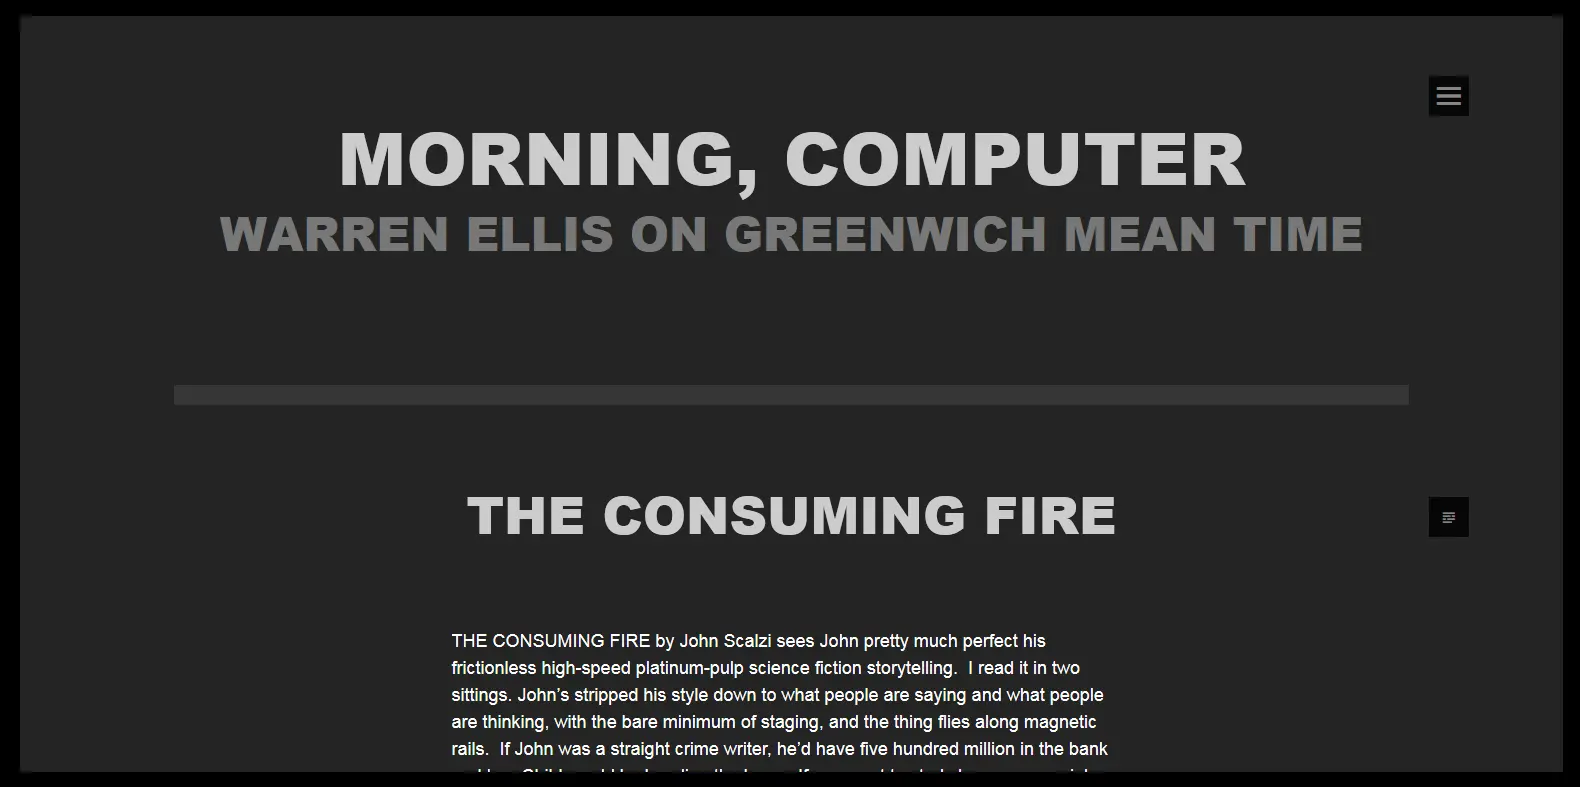 MORNING, COMPUTER
WARREN ELLIS ON GREENWICH MEAN TIME
THE CONSUMING FIRE
THE CONSUMING FIRE by John Scalzi sees John pretty much perfect his
frictionless high-speed platinum-pulp science fiction storytelling.  I read it in two
sittings. John’s stripped his style down to what people are saying and what people
are thinking, with the bare minimum of staging, and the thing flies along magnetic
rails.  If John was a straight crime writer, he’d have five hundred million in the bank